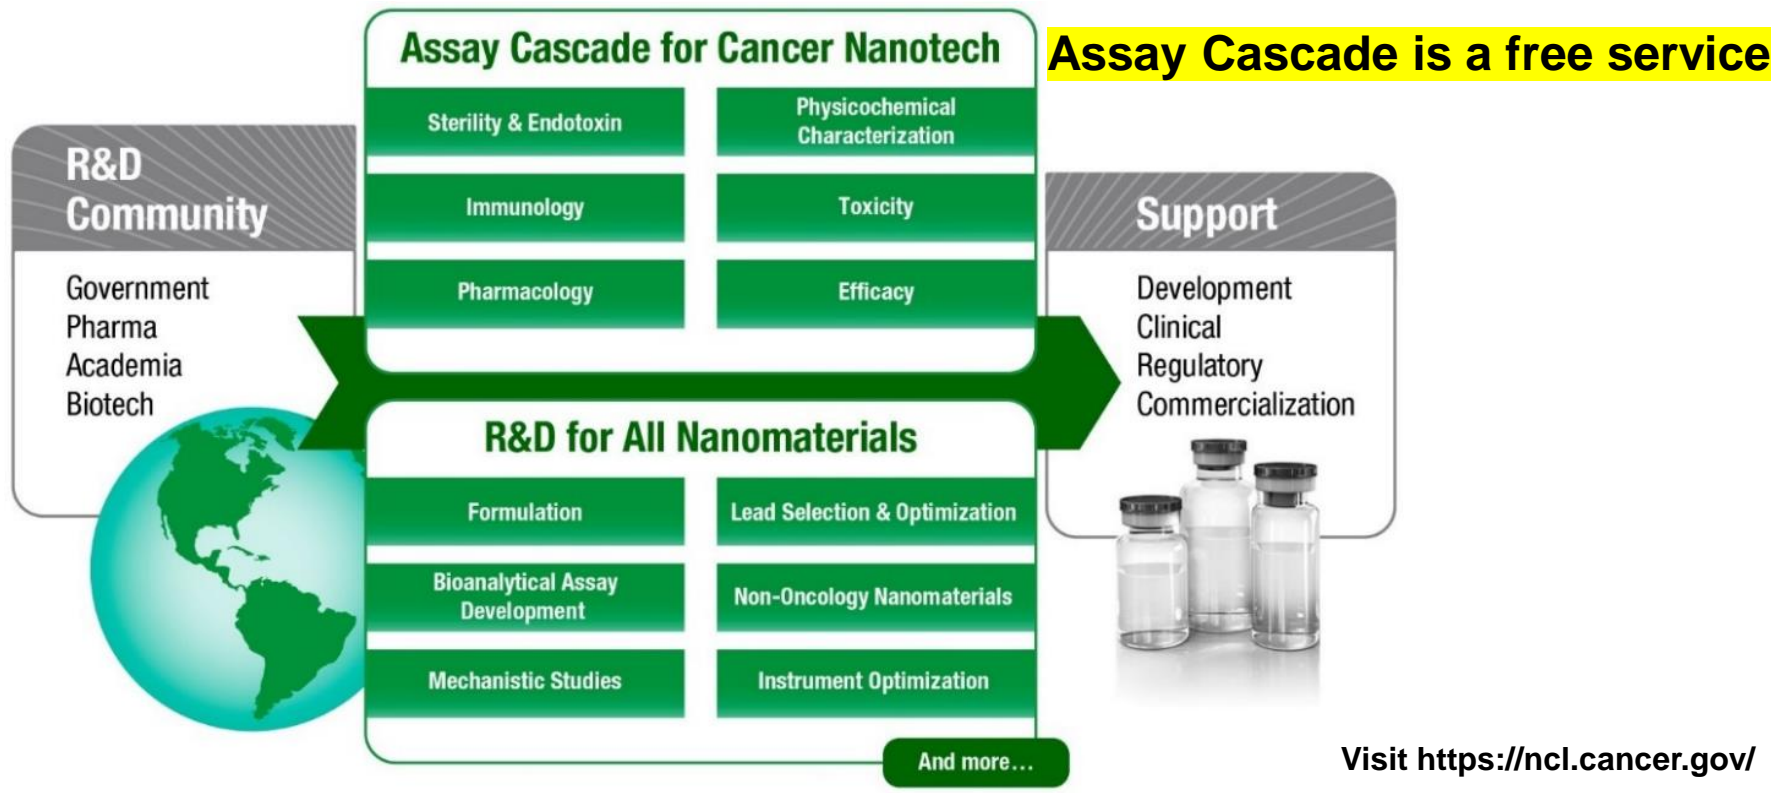 Assay Cascade for Cancer Nanotech
Assay Cascade is a free service
Sterility & Endotoxin
Physicochemical
Characterization
R&D
Community
Immunology
Toxicity
Support
Government
Pharma
Academia
Biotech
Pharmacology
Efficacy
Development
Clinical
Regulatory
Commercialization
R&D for All Nanomaterials
Formulation
Lead Selection & Optimization
Bioanalytical Assay
Development
Non-Oncology Nanomaterials
Mechanistic Studies
Instrument Optimization
And more...
Visit https://ncl.cancer.gov/